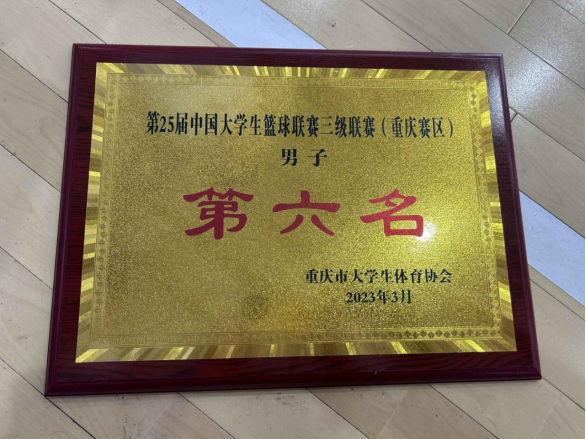 第25届中国大学生篮球联赛三级联赛（重庆赛区）
男子
第六名
重庆市大学生体育协会
2023年3月